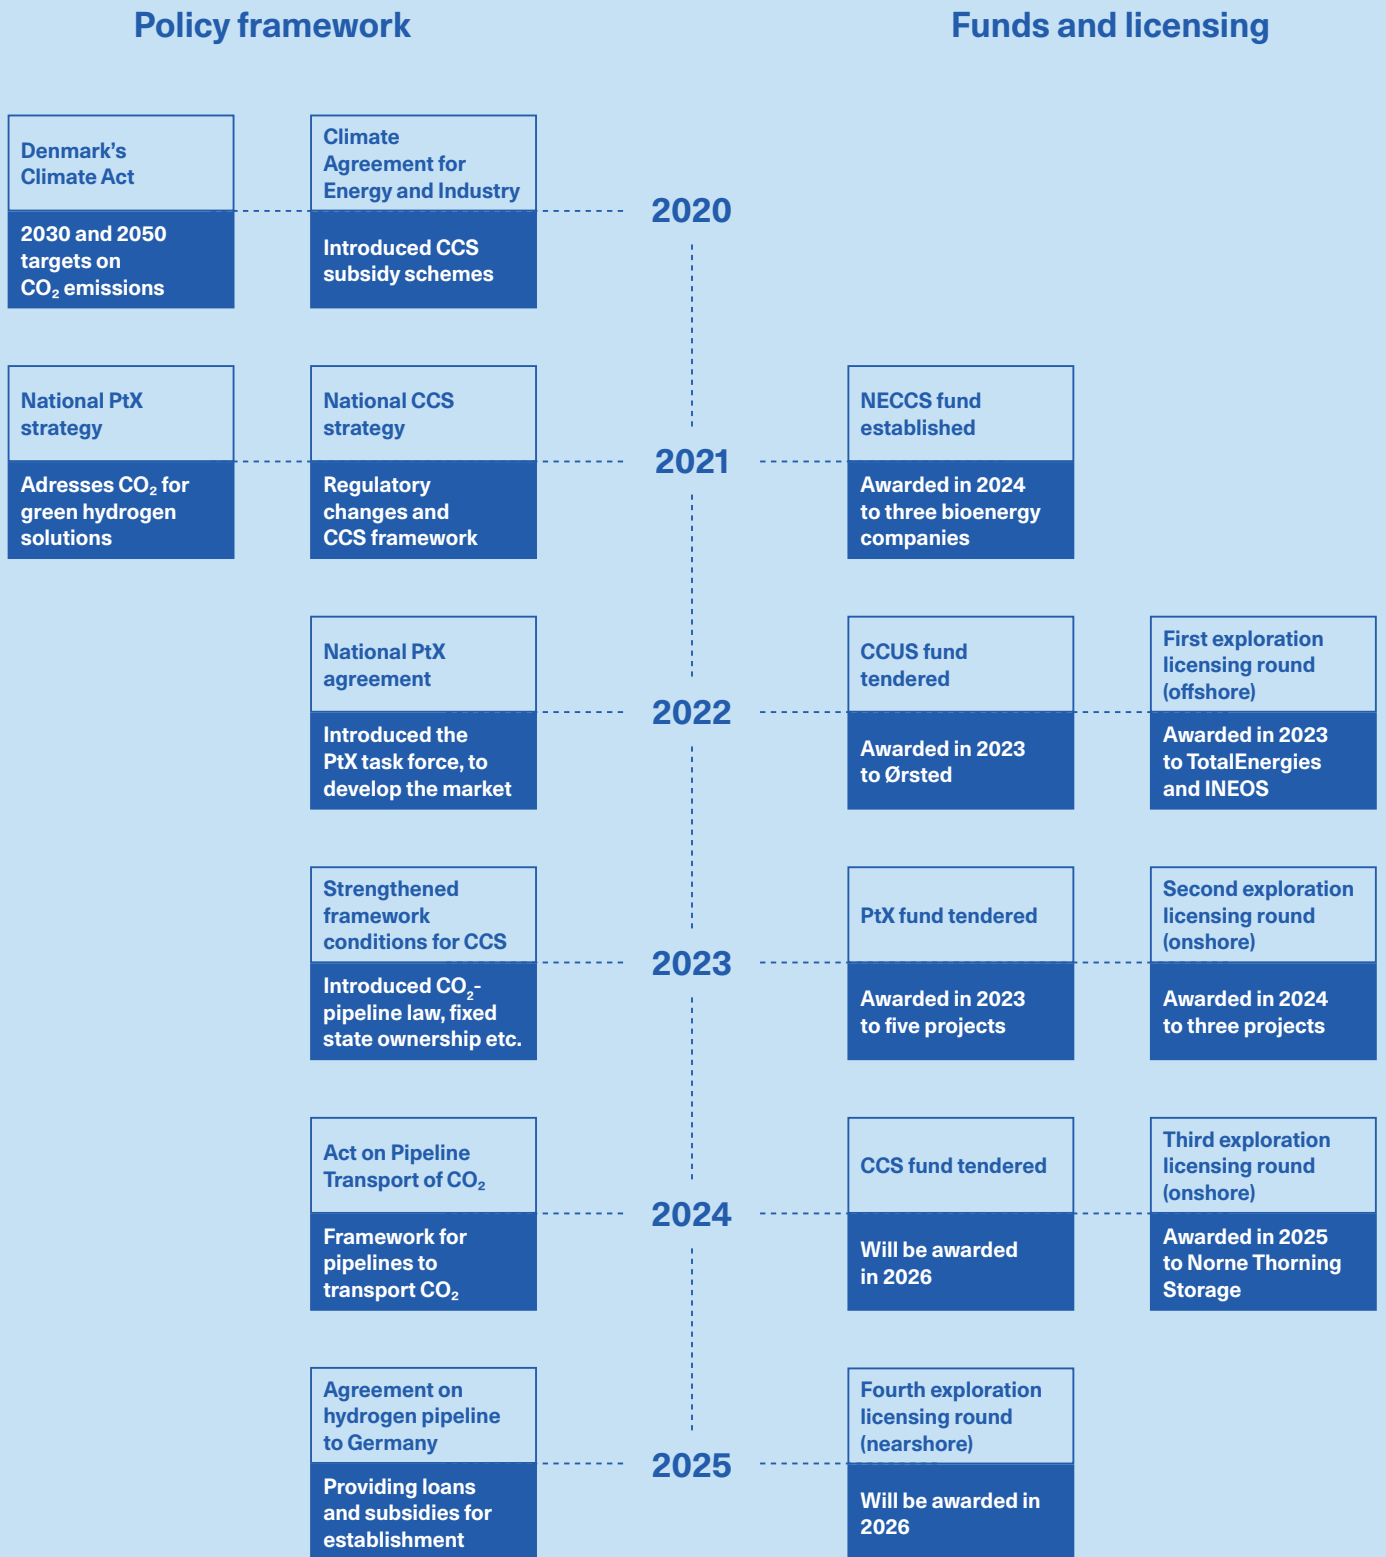 Policy framework
Funds and licensing
Denmark's
Climate Act
2030 and 2050
targets on
CO₂ emissions
Climate
Agreement for
Energy and Industry
Introduced CCS
subsidy schemes
2020
National PtX
strategy
Adresses CO₂ for
green hydrogen
solutions
National CCS
strategy
Regulatory
changes and
CCS framework
2021
NECCS fund
established
Awarded in 2024
to three bioenergy
companies
National PtX
agreement
Introduced the
PtX task force, to
develop the market
2022
CCUS fund
tendered
Awarded in 2023
to Ørsted
First exploration
licensing round
(offshore)
Awarded in 2023
to TotalEnergies
and INEOS
Strengthened
framework
conditions for CCS
Introduced CO₂-
pipeline law, fixed
state ownership etc.
2023
PtX fund tendered
Awarded in 2023
to five projects
Second exploration
licensing round
(onshore)
Awarded in 2024
to three projects
Act on Pipeline
Transport of CO₂
Framework for
pipelines to
transport CO₂
2024
CCS fund tendered
Will be awarded
in 2026
Third exploration
licensing round
(onshore)
Awarded in 2025
to Norne Thorning
Storage
Agreement on
hydrogen pipeline
to Germany
Providing loans
and subsidies for
establishment
2025
Fourth exploration
licensing round
(nearshore)
Will be awarded in
2026